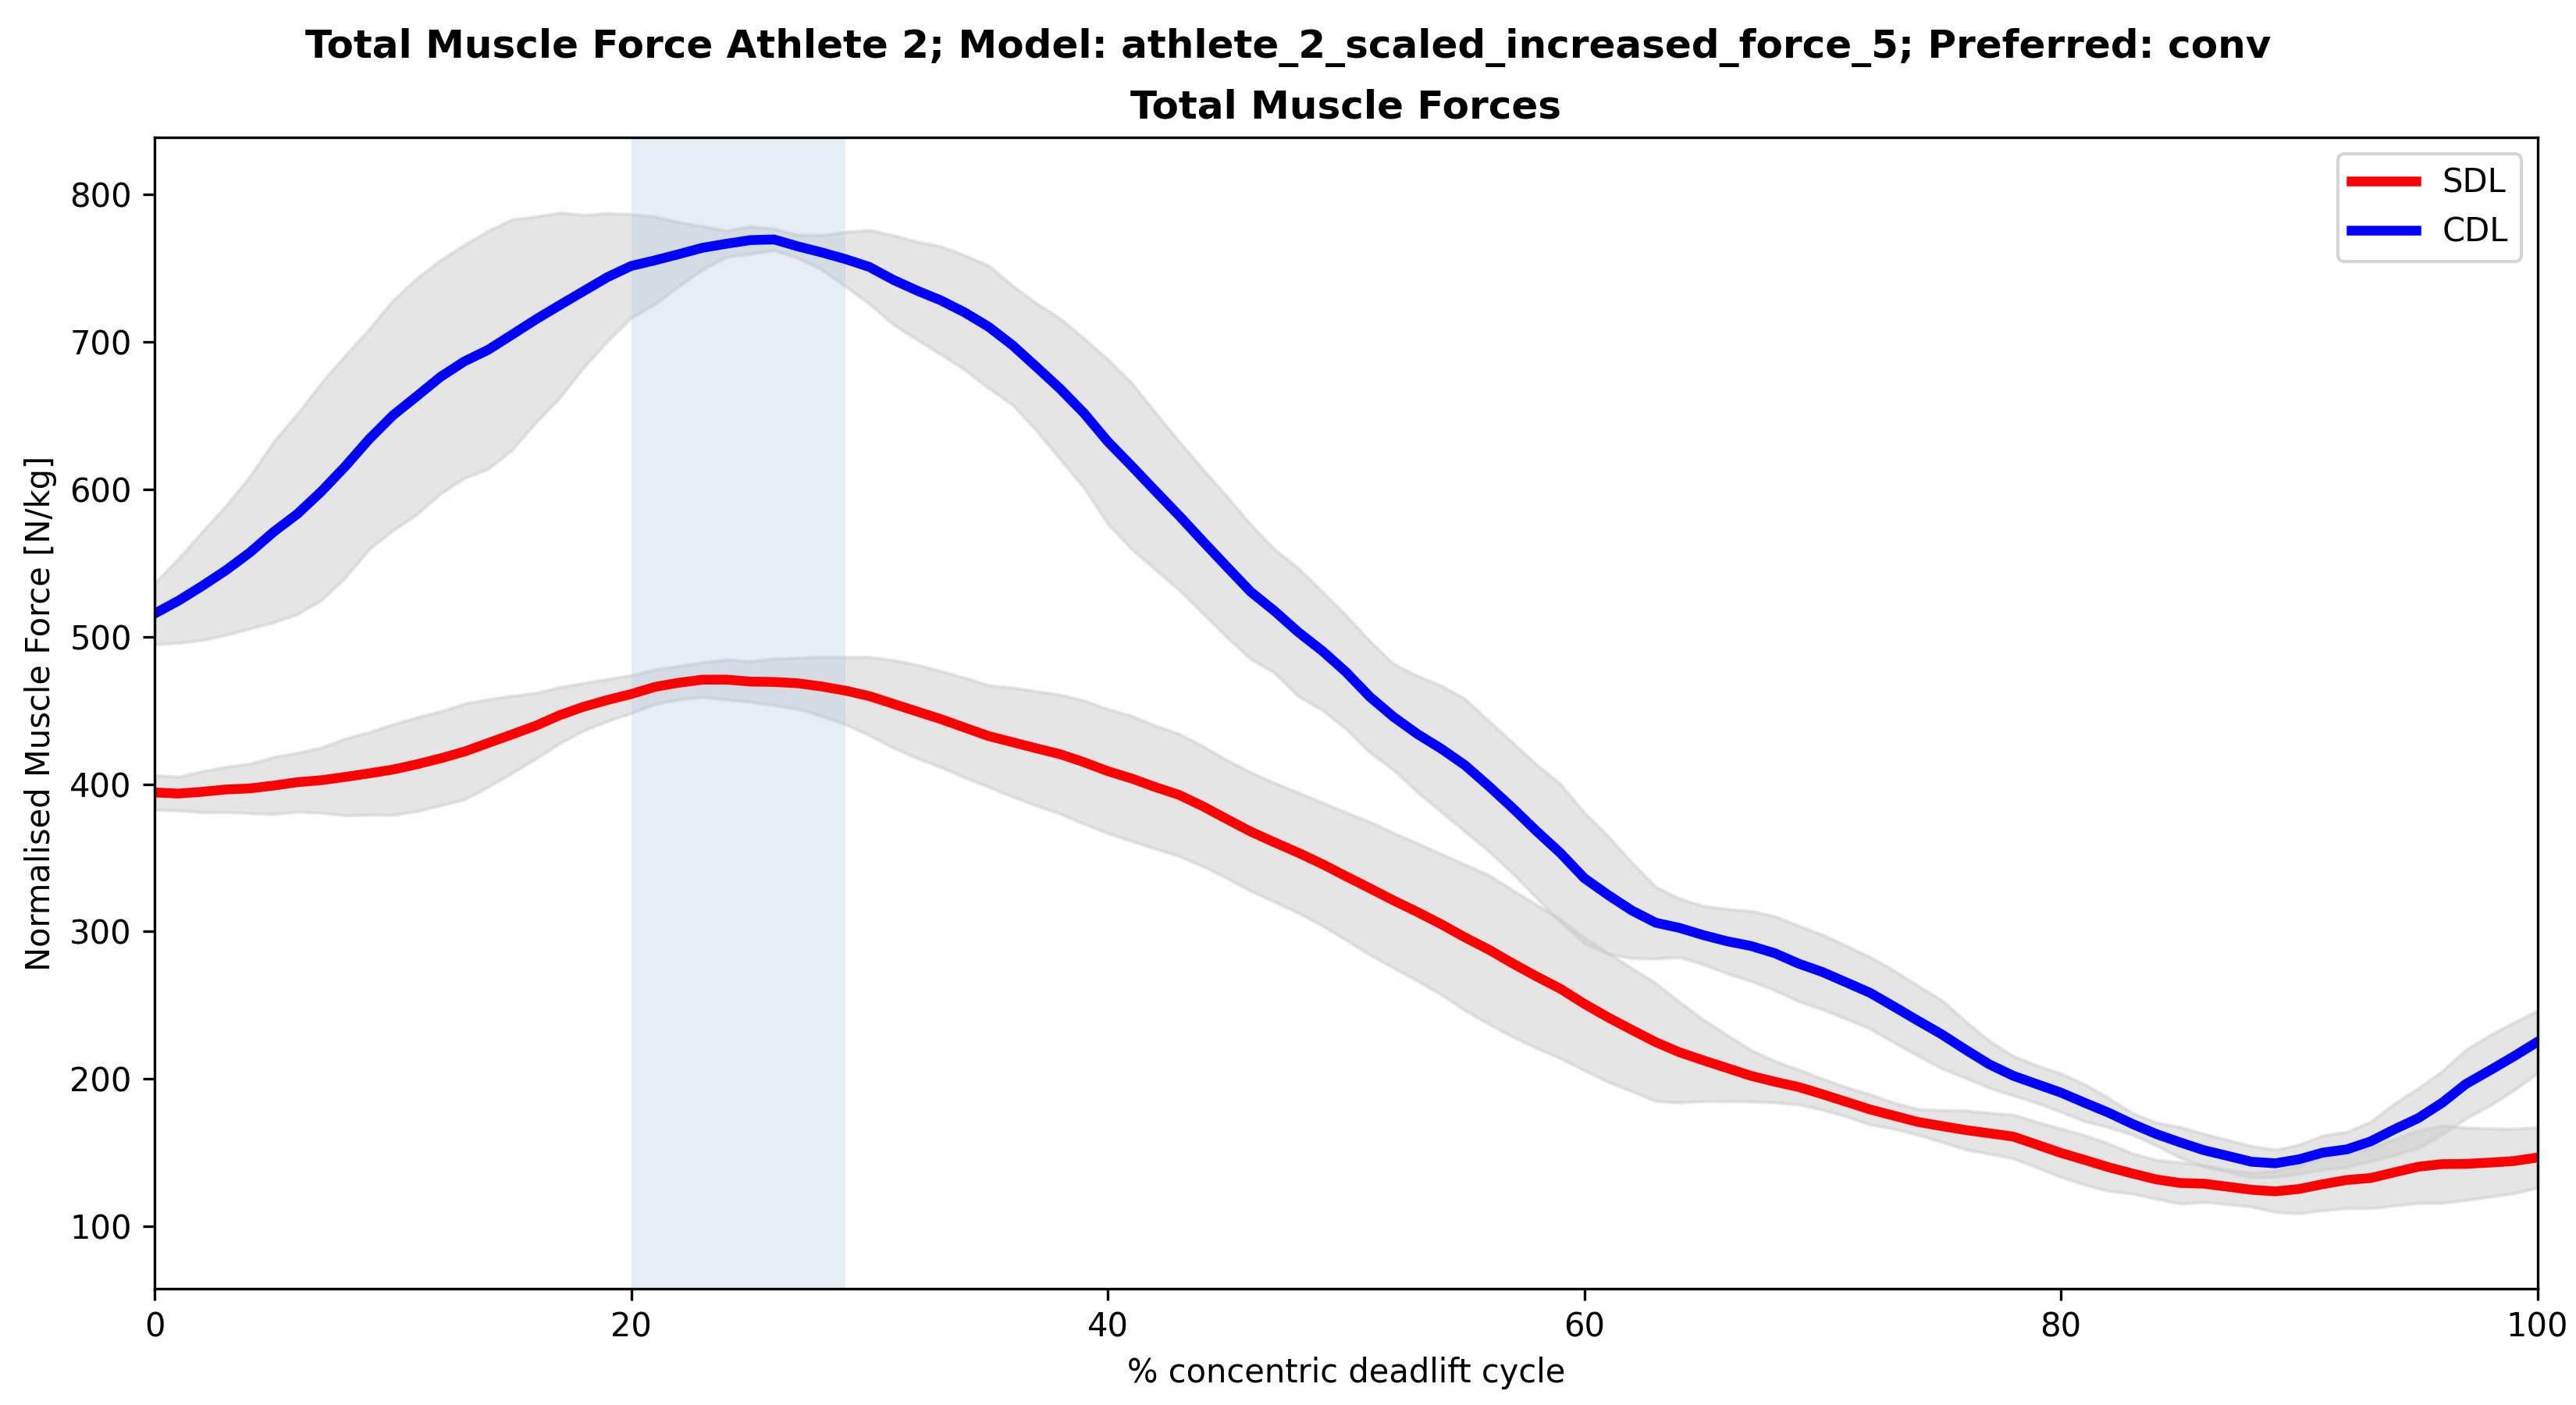 Total Muscle Force Athlete 2; Model: athlete_2_scaled_increased_force_5; Preferred: conv
Total Muscle Forces
SDL
CDL
Normalised Muscle Force [N/kg]
800
700
600
500
400
300
200
100
0 20 40 60 80 100
% concentric deadlift cycle